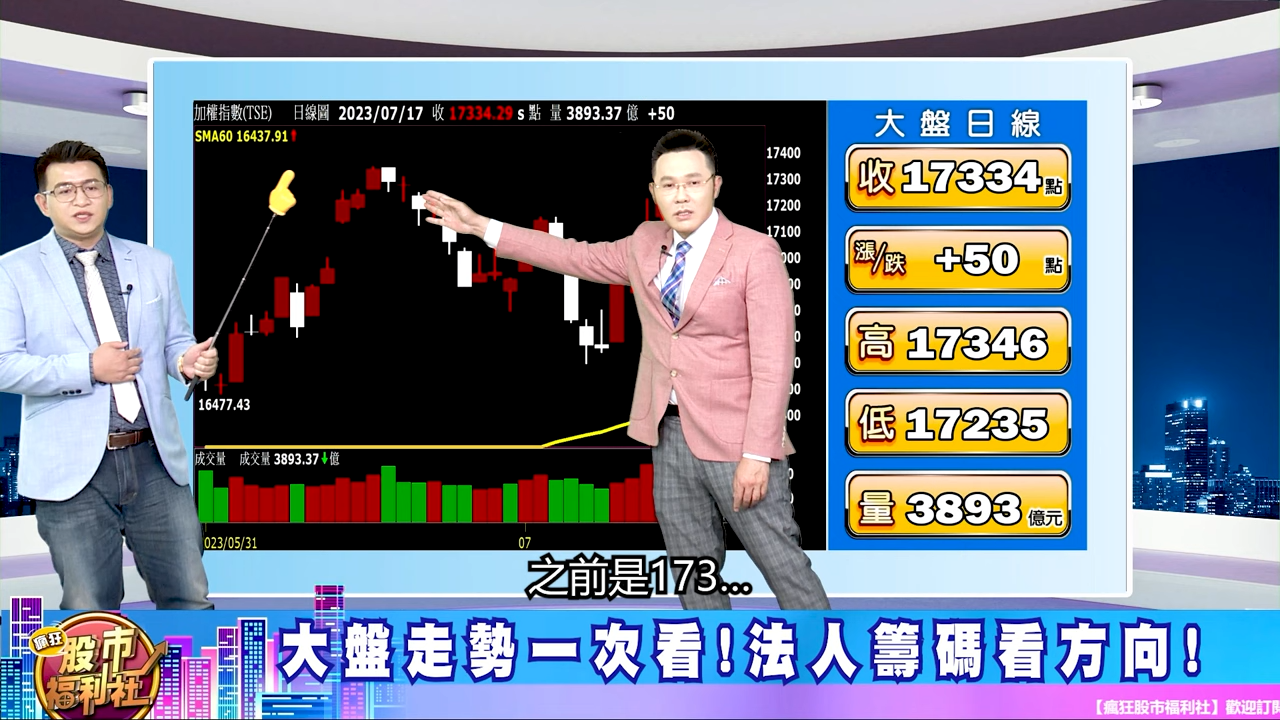 加權指數(TSE) 日線圖 2023/07/17 收 17334.29 s 點 量 3893.37 億 +50
SMA60 16437.91
17400
17300
17200
17100
16477.43
成交量 成交量 3893.37 億
023/05/31 07
大盤日線
收 17334 點
漲/跌 +50 點
高 17346
低 17235
量 3893 億元
之前是173...
瘋狂
股市
福利社
大盤走勢一次看!法人籌碼看方向!
【瘋狂股市福利社】歡迎訂閱